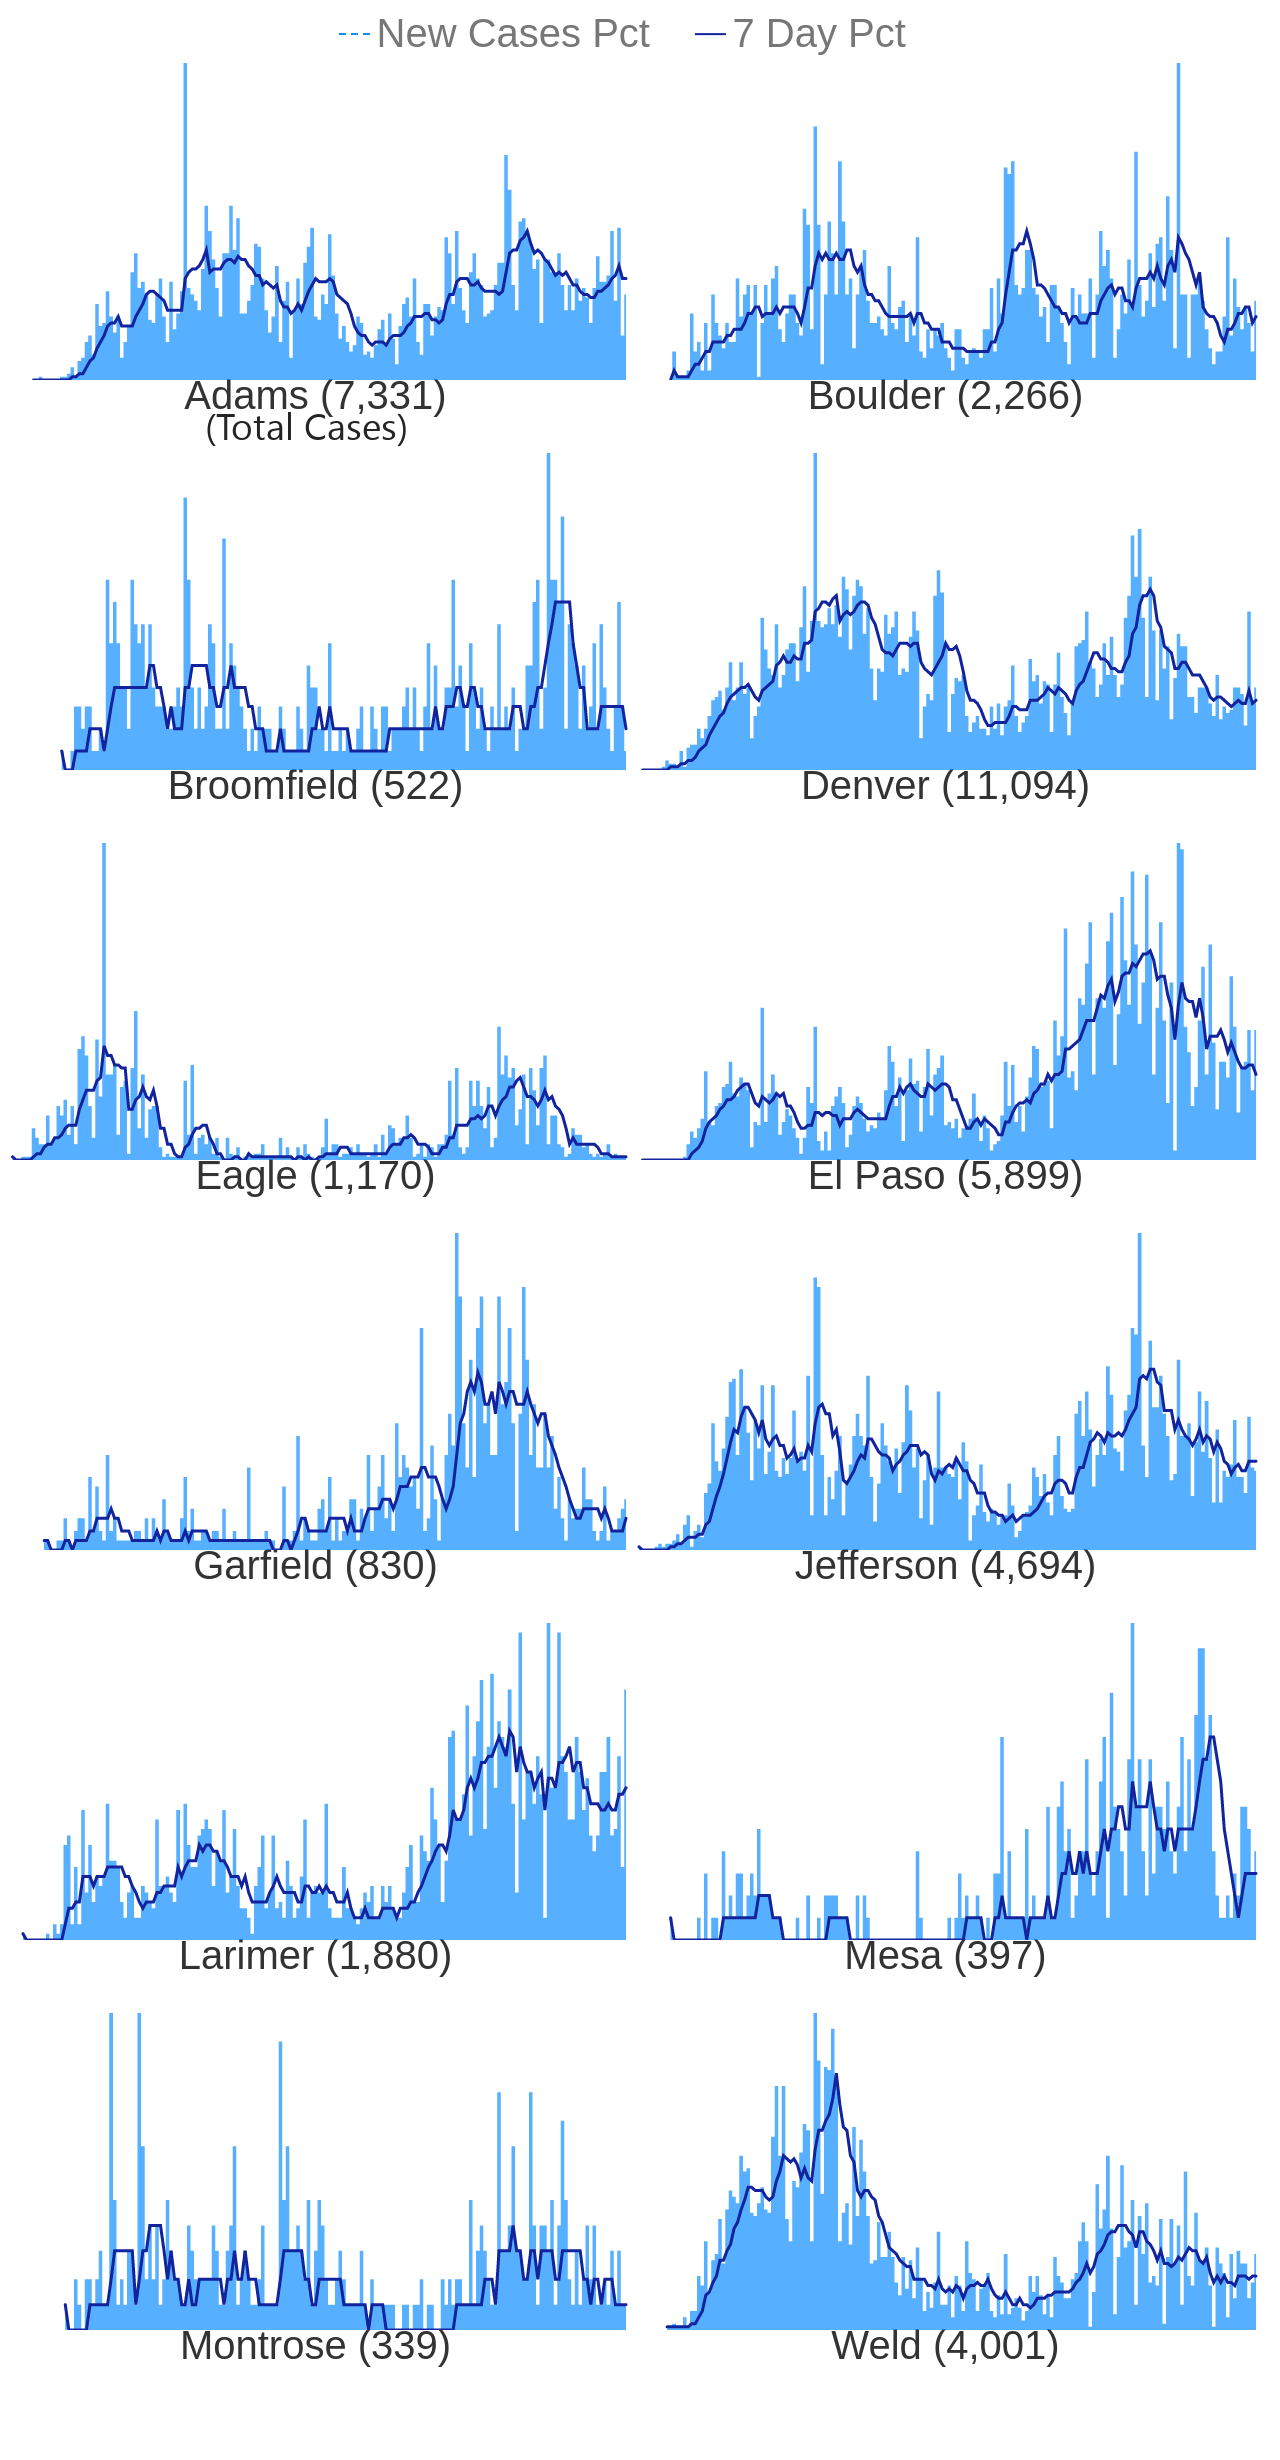 New Cases Pct 7 Day Pct
Adams (7,331) Boulder (2,266)
(Total Cases)
Broomfield (522) Denver (11,094)
Eagle (1,170) El Paso (5,899)
Garfield (830) Jefferson (4,694)
Larimer (1,880) Mesa (397)
Montrose (339) Weld (4,001)